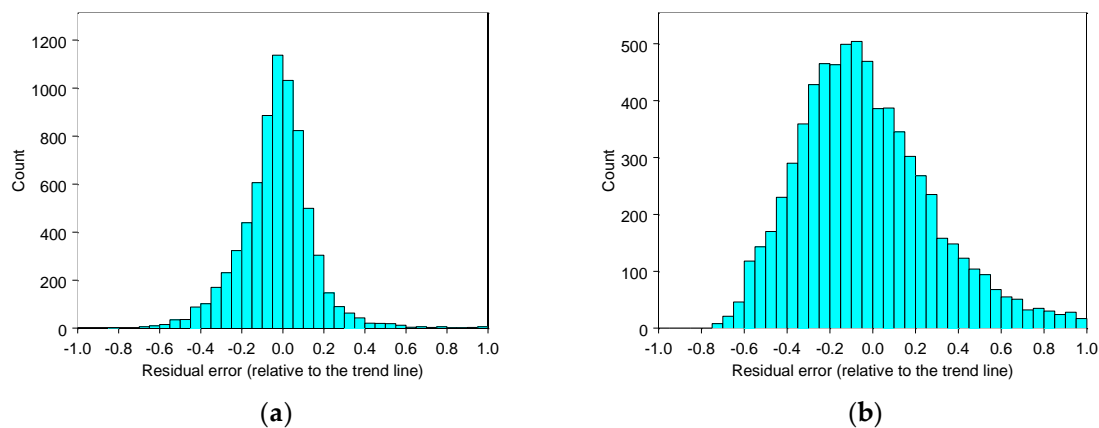 1200
1000
800
600
400
200
0
Count
-1.0 -0.8 -0.6 -0.4 -0.2 0.0 0.2 0.4 0.6 0.8 1.0
Residual error (relative to the trend line)
(a)
500
400
300
200
100
0
Count
-1.0 -0.8 -0.6 -0.4 -0.2 0.0 0.2 0.4 0.6 0.8 1.0
Residual error (relative to the trend line)
(b)